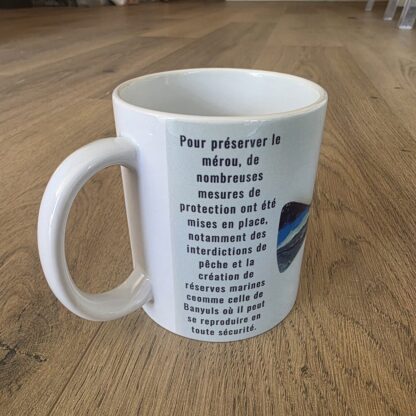 Pour préserver le
mérou, de
nombreuses
mesures de
protection ont été
mises en place,
notamment des
interdictions de
pêche et la
création de
réserves marines
ceomme celle de
Banyuls où il peut
se reproduire en
toute sécurité.